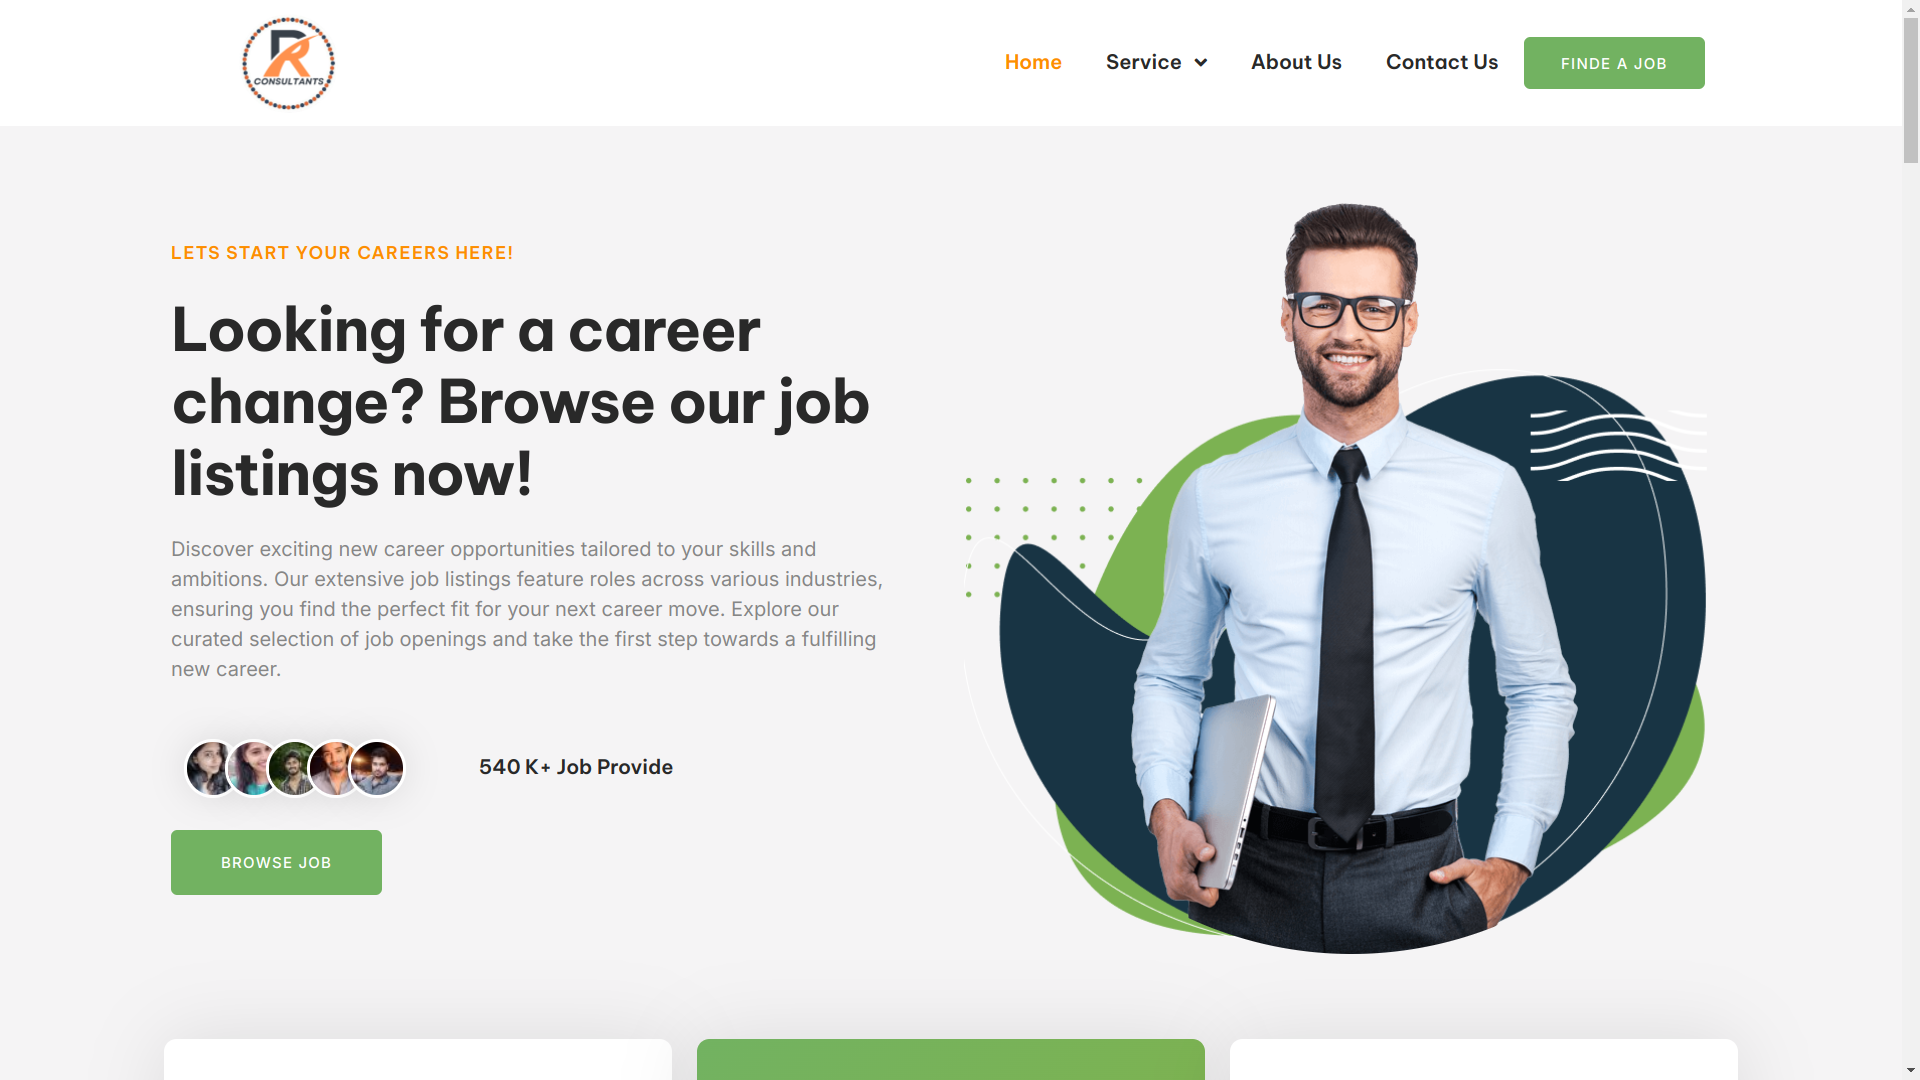 R
CONSULTANTS
Home
Service
About Us
Contact Us
FINDE A JOB
LETS START YOUR CAREERS HERE!
Looking for a career
change? Browse our job
listings now!
Discover exciting new career opportunities tailored to your skills and
ambitions. Our extensive job listings feature roles across various industries,
ensuring you find the perfect fit for your next career move. Explore our
curated selection of job openings and take the first step towards a fulfilling
new career.
540 K+ Job Provide
BROWSE JOB